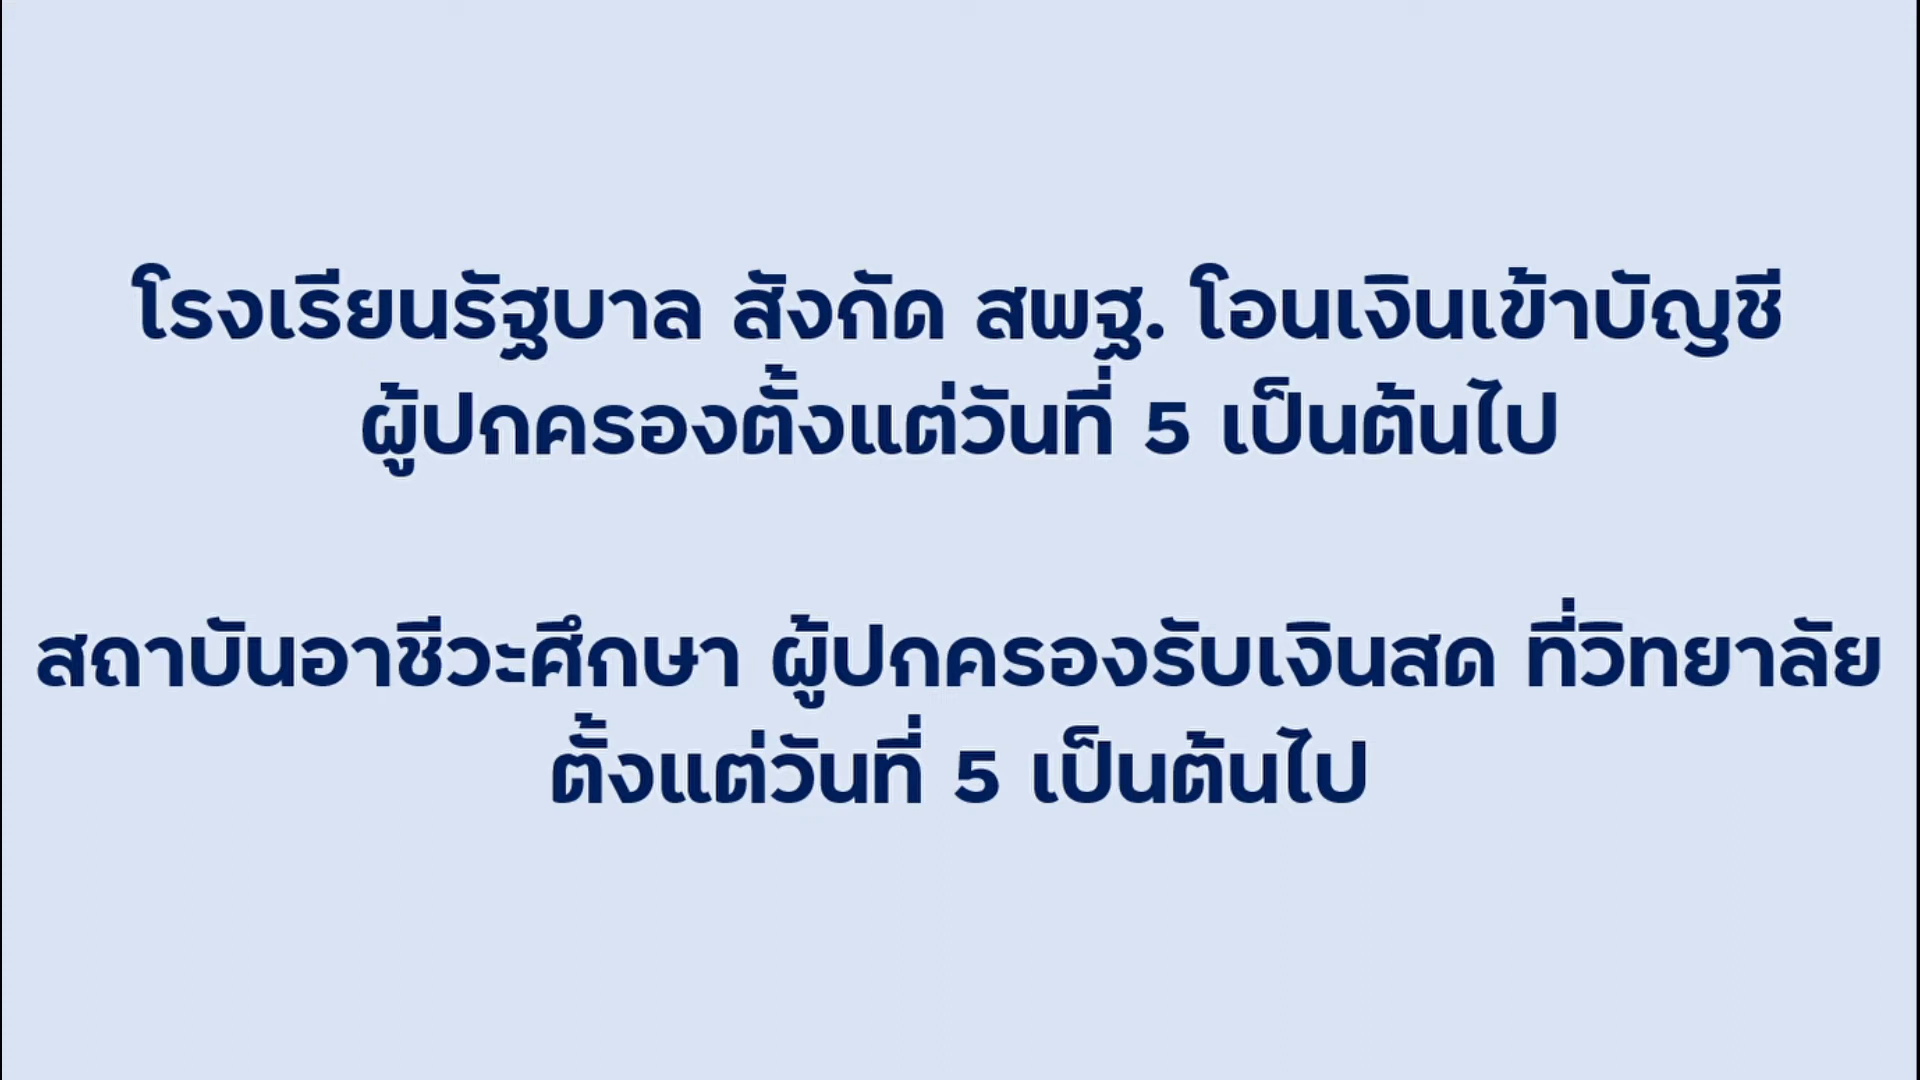 โรงเรียนรัฐบาล สังกัด สพฐ. โอนเงินเข้าบัญชี
ผู้ปกครองตั้งแต่วันที่ 5 เป็นต้นไป
สถาบันอาชีวะศึกษา ผู้ปกครองรับเงินสด ที่วิทยาลัย
ตั้งแต่วันที่ 5 เป็นต้นไป